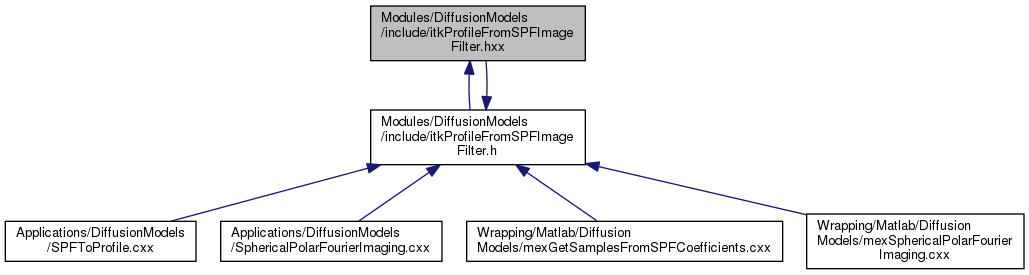 Modules/DiffusionModels
/include/itkProfileFromSPFImage
Filter.hxx
Modules/DiffusionModels
/include/itkProfileFromSPFImage
Filter.h
Applications/DiffusionModels
/SPFToProfile.cxx
Applications/DiffusionModels
/SphericalPolarFourierImaging.cxx
Wrapping/Matlab/Diffusion
Models/mexGetSamplesFromSPFCoefficients.cxx
Wrapping/Matlab/Diffusion
Models/mexSphericalPolarFourier
Imaging.cxx